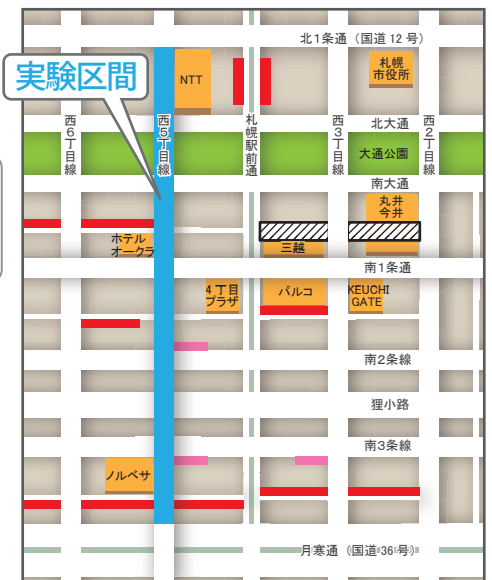 北1条通（国道12号）
実験区間
NTT
札幌
市役所
西6丁目線
西5丁目線
札幌駅前通
西3丁目線
西2丁目線
北大通
大通公園
南大通
丸井
今井
ホテル
オークラ
三越
南1条通
4丁目
プラザ
パルコ
KEUCHI
GATE
南2条線
狸小路
南3条線
ノルベサ
月寒通（国道36号）